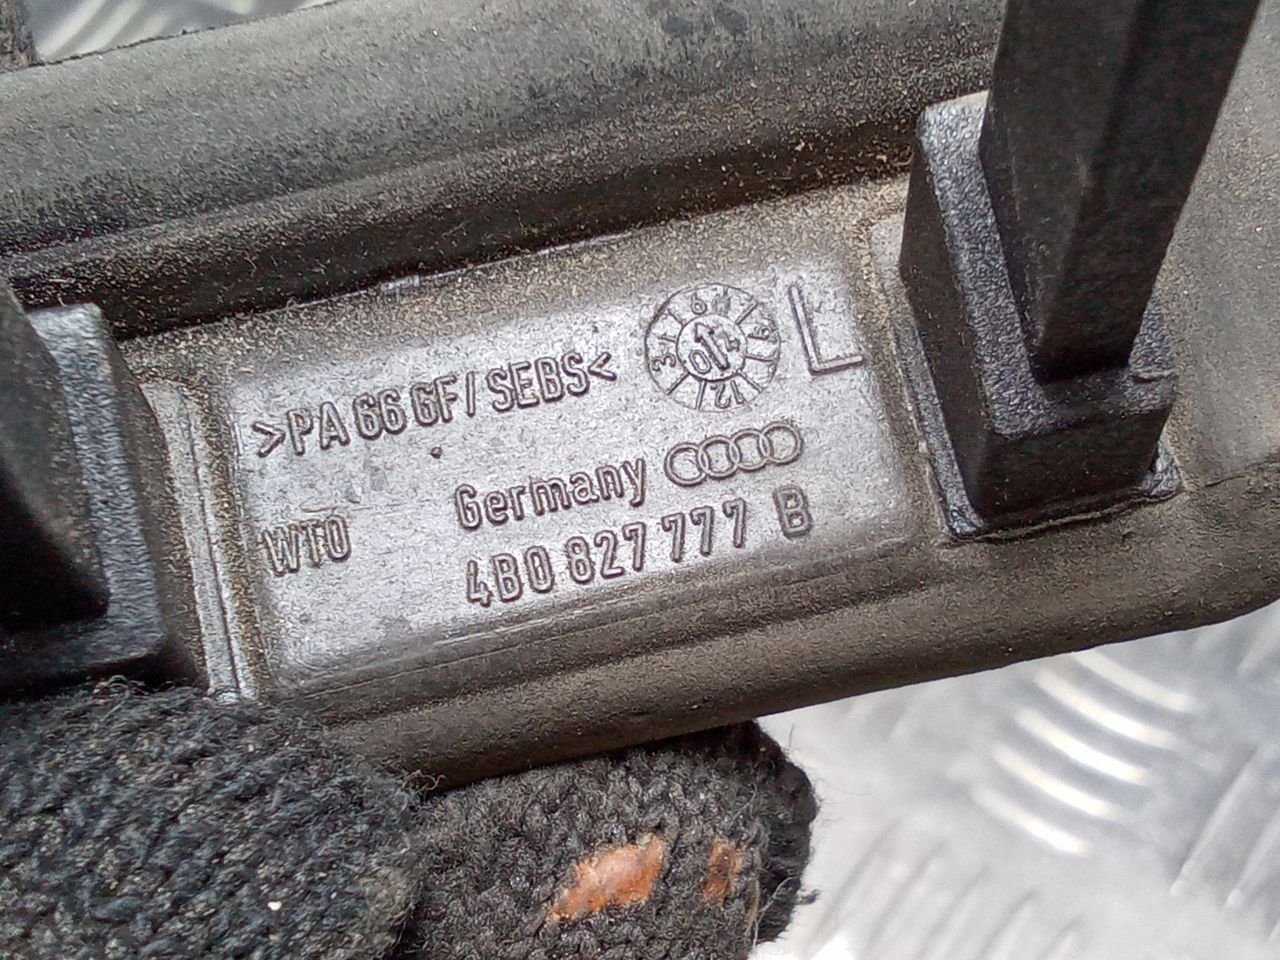 >PA 66 GF/SEBS<
L
Germany
WTO
4B0 827 777 B